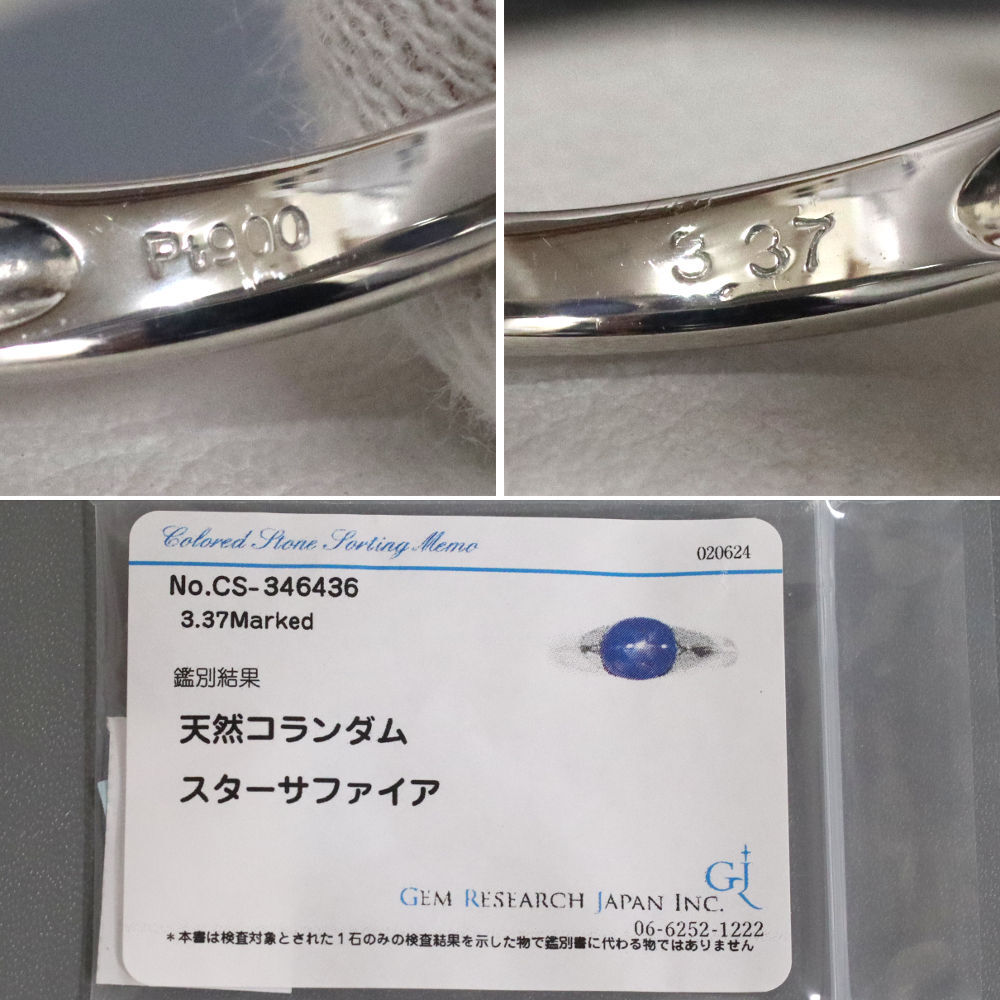 Pt900
3.37
Colored Stone Sorting Memo
020624
No.CS-346436
3.37Marked
鑑別結果
天然コランダム
スターサファイア
GJ
GEM RESEARCH JAPAN INC.
06-6252-1222
*本書は検査対象とされた1石のみの検査結果を示した物で鑑別書に代わる物ではありません